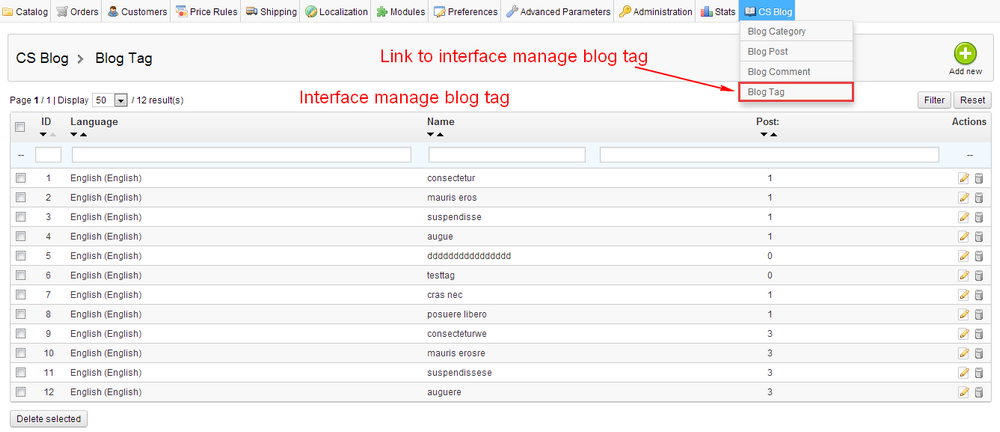 Catalog Orders Customers Price Rules Shipping Localization Modules Preferences Advanced Parameters Administration Stats CS Blog
Blog Category
Blog Post
Blog Comment
Blog Tag
CS Blog > Blog Tag
Link to interface manage blog tag
Add new
Page 1 / 1 | Display 50 / 12 result(s)
Interface manage blog tag
Filter Reset
ID Language Name Post: Actions
-- --
1 English (English) consectetur 1
2 English (English) mauris eros 1
3 English (English) suspendisse 1
4 English (English) augue 1
5 English (English) dddddddddddddddd 0
6 English (English) testtag 0
7 English (English) cras nec 1
8 English (English) posuere libero 1
9 English (English) consecteturwe 3
10 English (English) mauris erosre 3
11 English (English) suspendissese 3
12 English (English) auguere 3
Delete selected